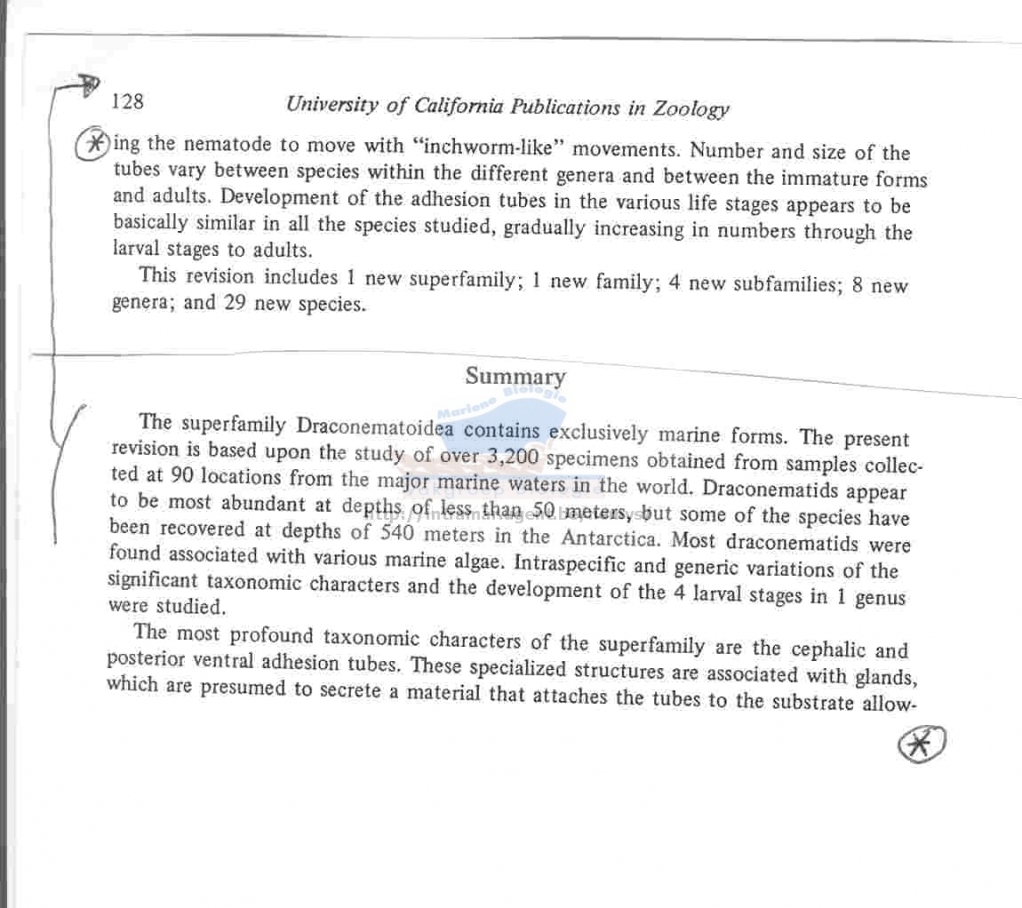 128 University of California Publications in Zoology
* ing the nematode to move with “inchworm-like” movements. Number and size of the
tubes vary between species within the different genera and between the immature forms
and adults. Development of the adhesion tubes in the various life stages appears to be
basically similar in all the species studied, gradually increasing in numbers through the
larval stages to adults.
This revision includes 1 new superfamily; 1 new family; 4 new subfamilies; 8 new
genera; and 29 new species.
Summary
Mariene Biologie
The superfamily Draconematoidea contains exclusively marine forms. The present
revision is based upon the study of over 3,200 specimens obtained from samples collec-
ted at 90 locations from the major marine waters in the world. Draconematids appear
to be most abundant at depths of less than 50 meters, but some of the species have
been recovered at depths of 540 meters in the Antarctica. Most draconematids were
found associated with various marine algae. Intraspecific and generic variations of the
significant taxonomic characters and the development of the 4 larval stages in 1 genus
were studied.
The most profound taxonomic characters of the superfamily are the cephalic and
posterior ventral adhesion tubes. These specialized structures are associated with glands,
which are presumed to secrete a material that attaches the tubes to the substrate allow-
*